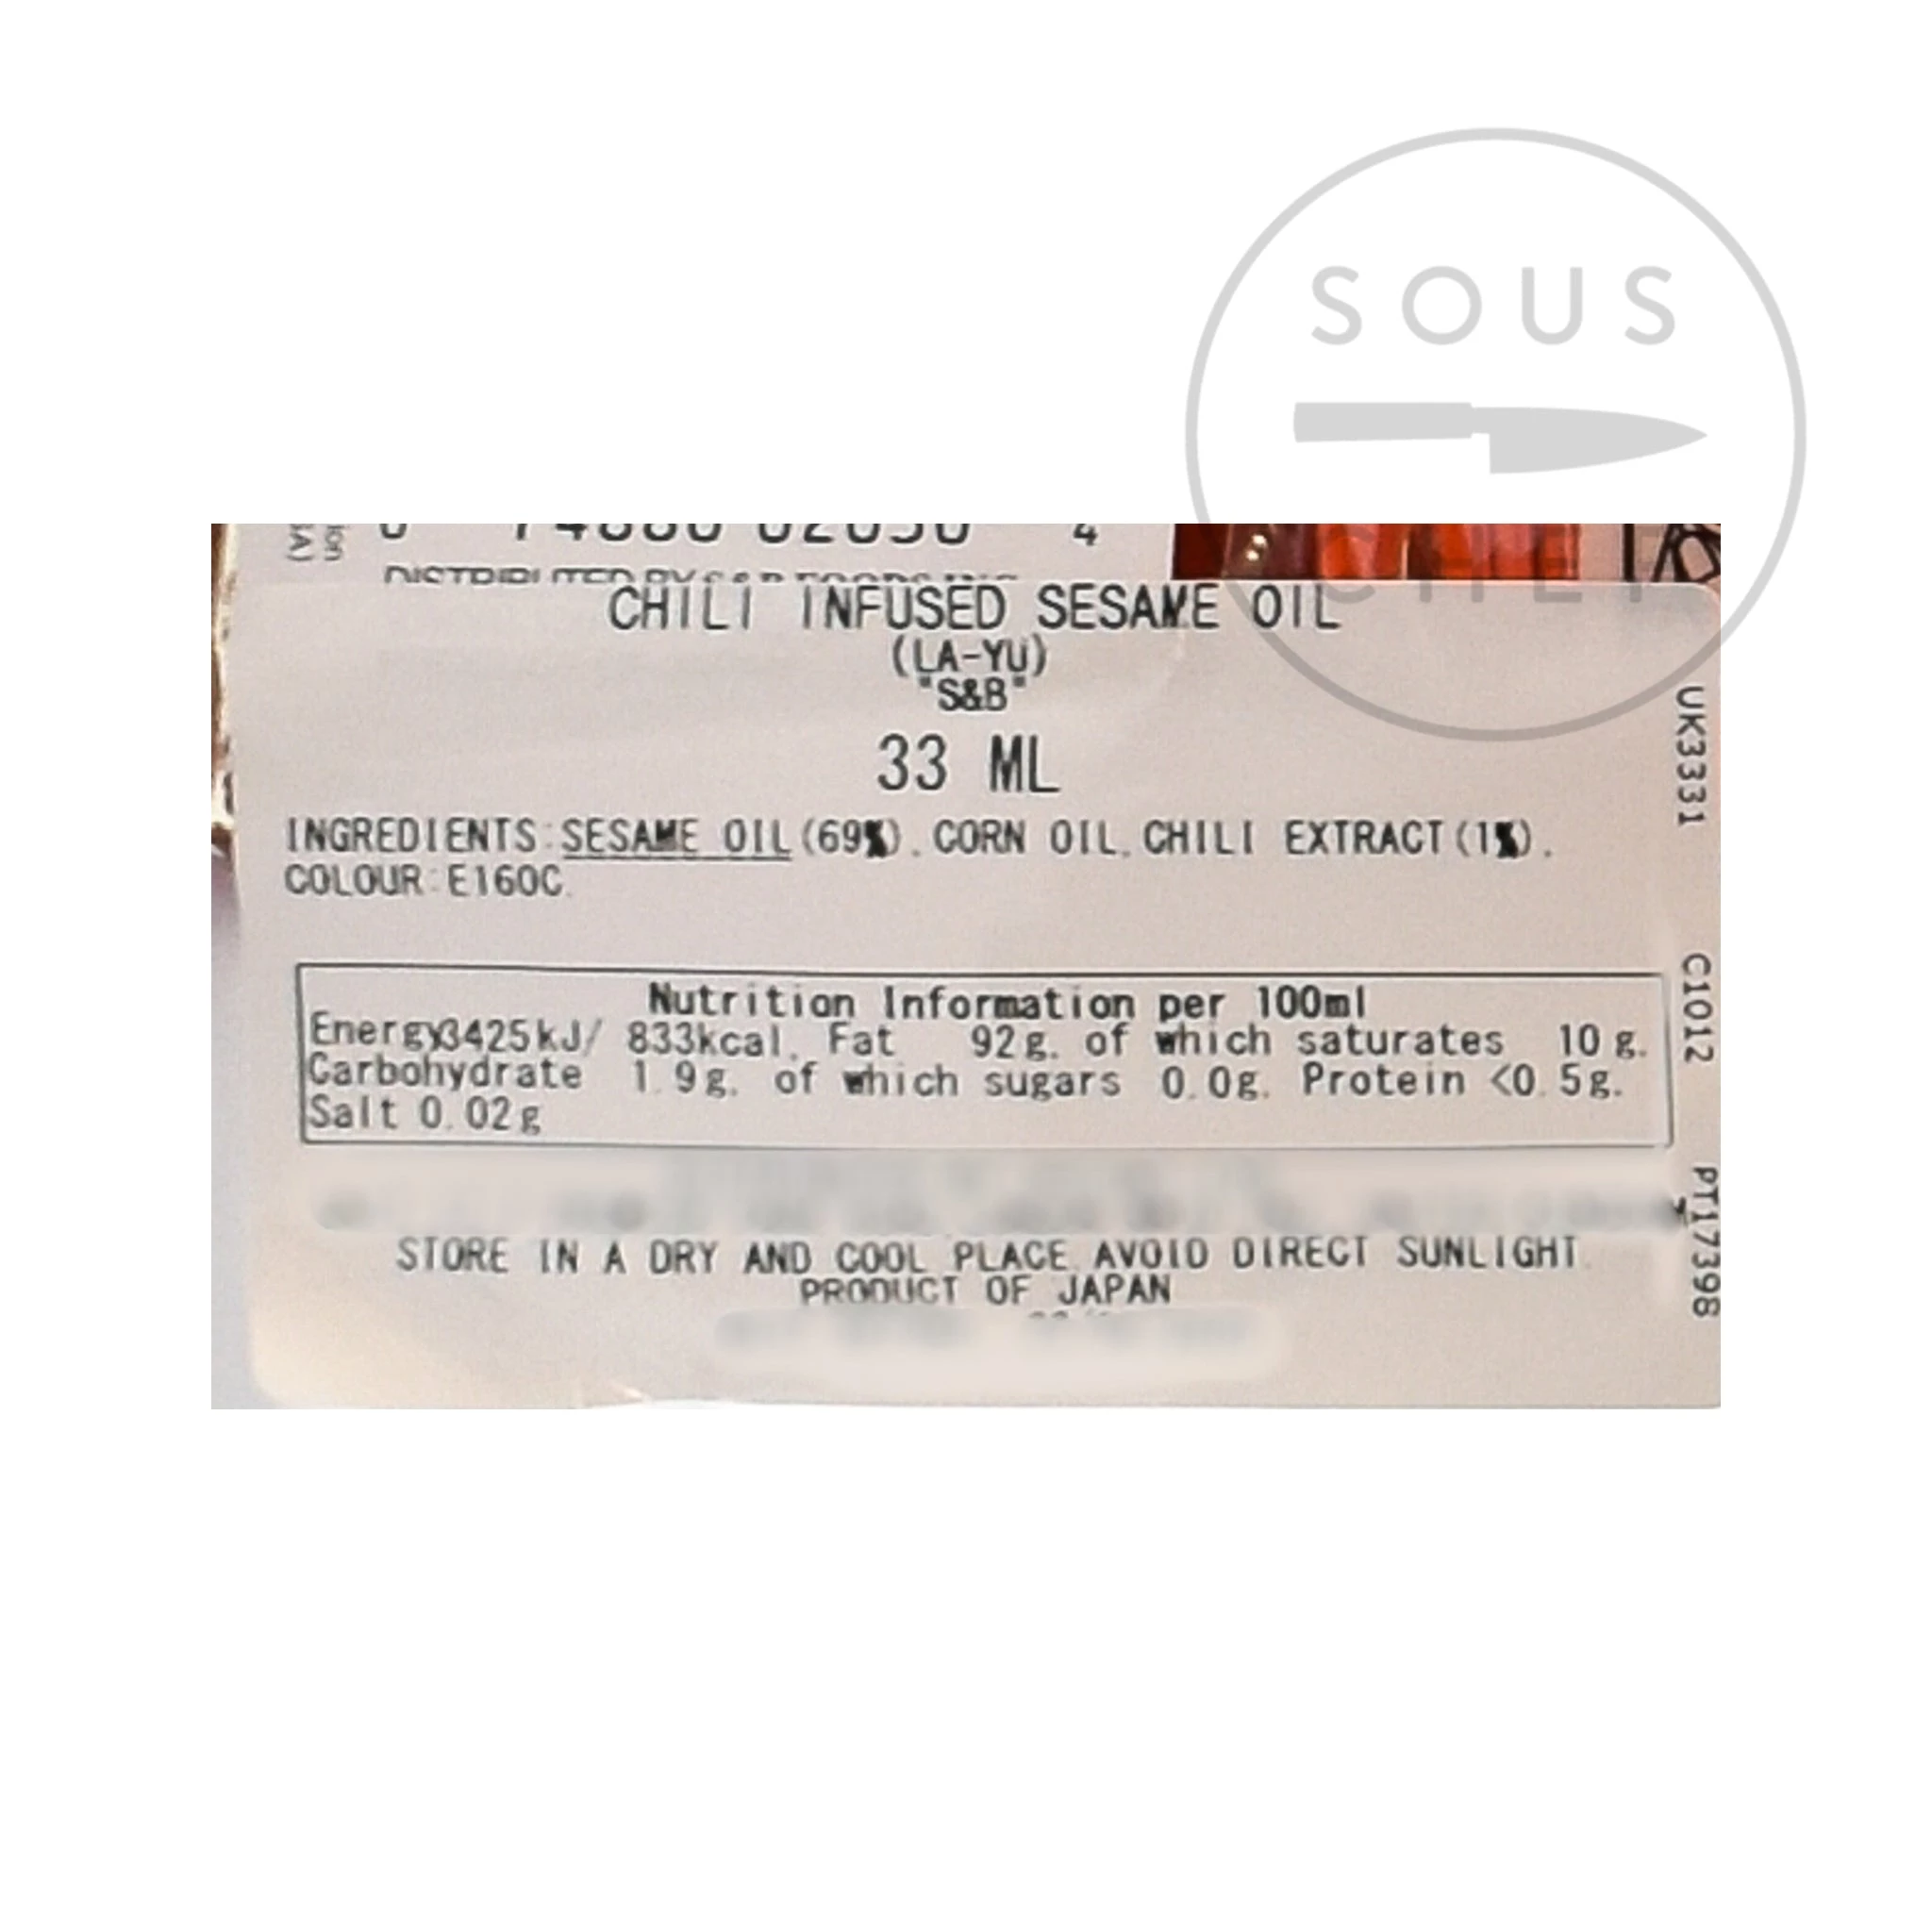 SOUS
CHEF
4
CHILI INFUSED SESAME OIL
(LA-YU)
"S&B"
33 ML
INGREDIENTS:SESAME OIL(69%). CORN OIL. CHILI EXTRACT(1%).
COLOUR:E160C.
Nutrition Information per 100ml
Energy3425kJ/ 833kcal. Fat 92g. of which saturates 10g.
Carbohydrate 1.9g. of which sugars 0.0g. Protein <0.5g.
Salt 0.02g
STORE IN A DRY AND COOL PLACE. AVOID DIRECT SUNLIGHT.
PRODUCT OF JAPAN
UK3331
C1012
PT17398